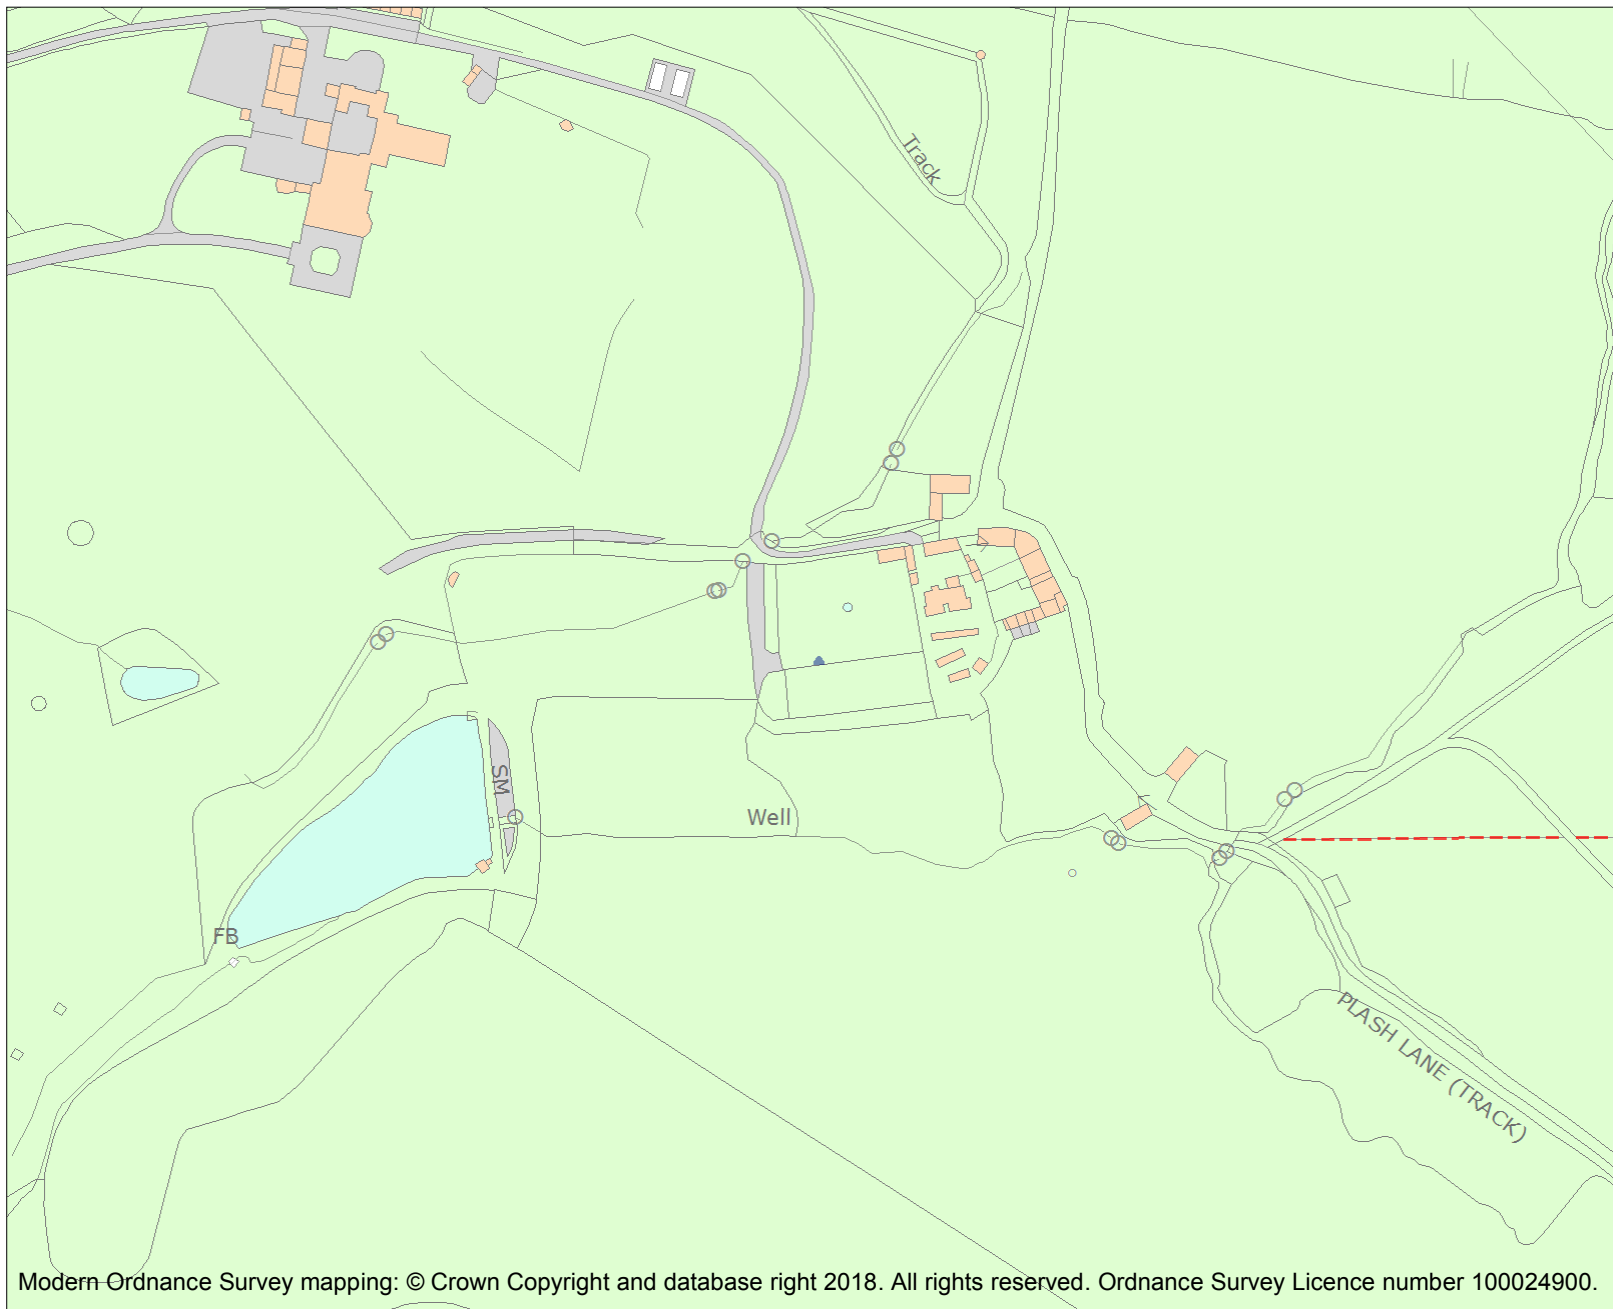 Track
SM
Well
FB
PLASH LANE (TRACK)
Modern Ordnance Survey mapping: © Crown Copyright and database right 2018. All rights reserved. Ordnance Survey Licence number 100024900.